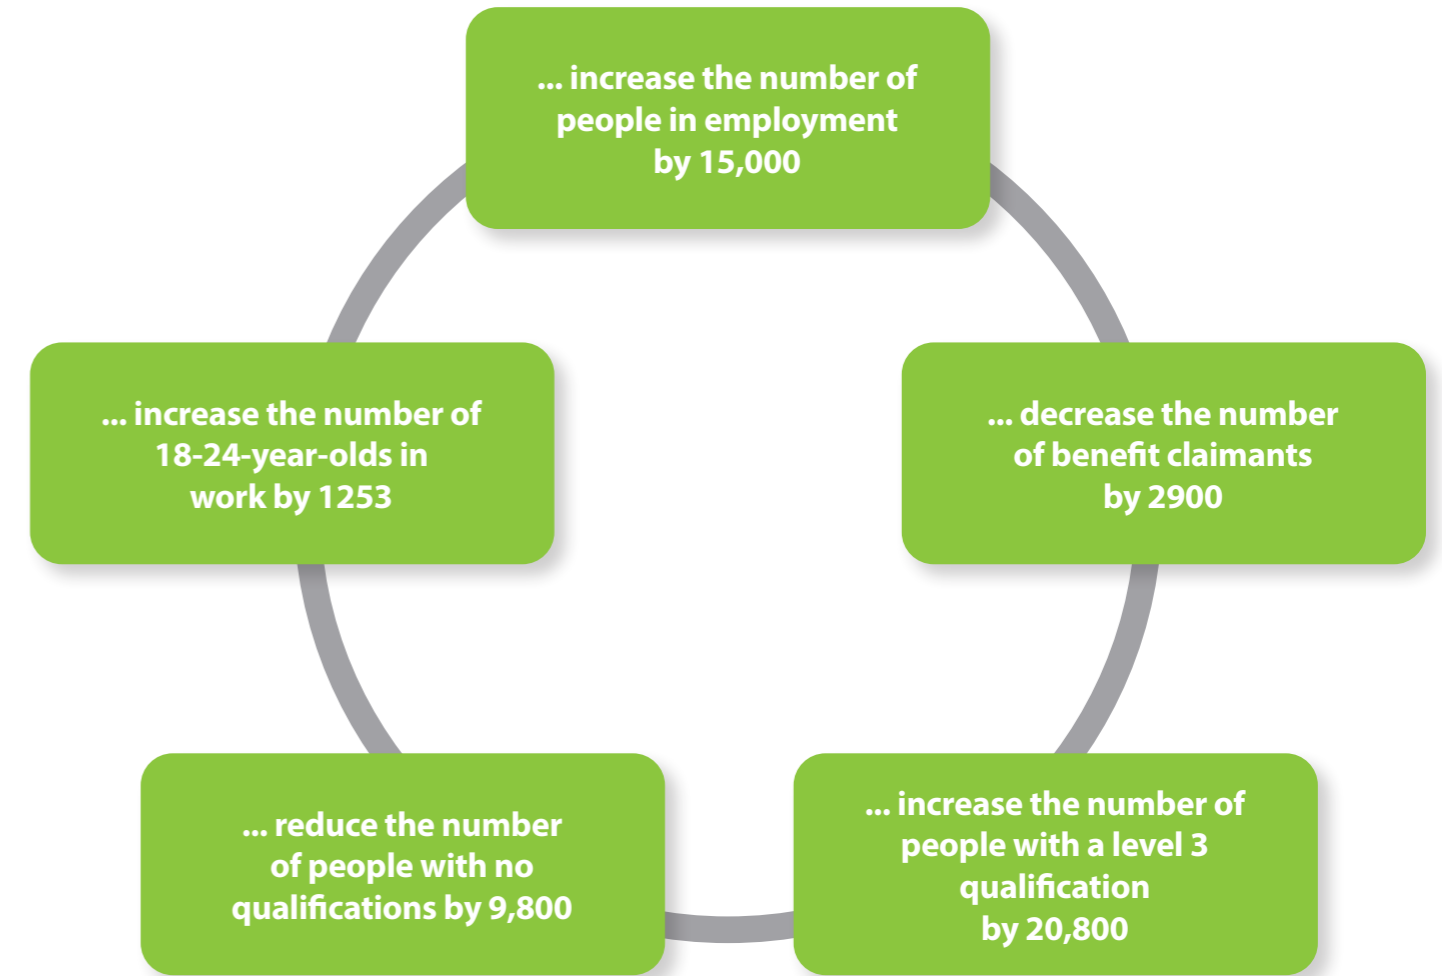 ... increase the number of
people in employment
by 15,000
... increase the number of
18-24-year-olds in
work by 1253
... decrease the number
of benefit claimants
by 2900
... reduce the number
of people with no
qualifications by 9,800
... increase the number of
people with a level 3
qualification
by 20,800